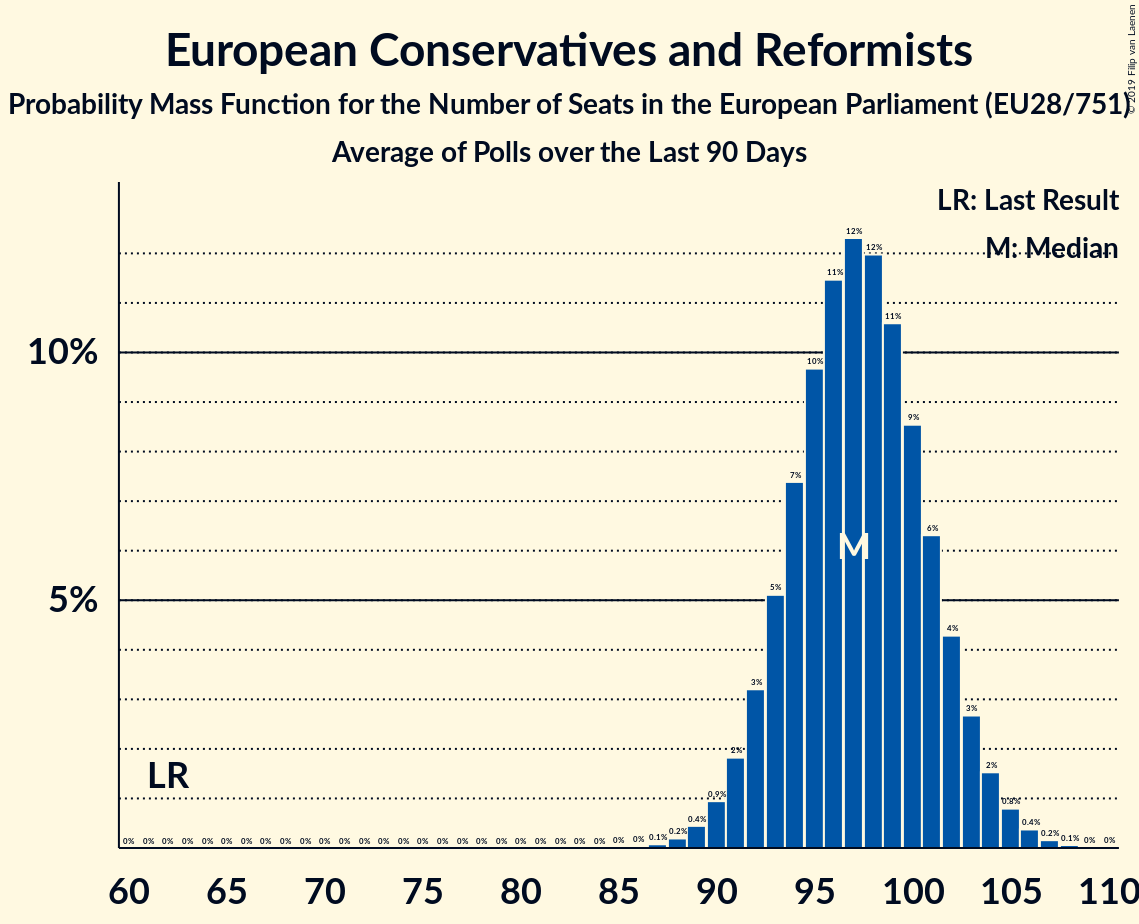 European Conservatives and Reformists
Probability Mass Function for the Number of Seats in the European Parliament (EU28/751)
Average of Polls over the Last 90 Days
© 2019 Filip van Laenen
LR: Last Result
M: Median
12%
12%
11%
11%
10%
10%
9%
7%
6%
M
5%
5%
4%
3%
3%
2%
2%
LR
0.9%
0.8%
0.4%
0.4%
0.2%
0.2%
0% 0% 0% 0% 0% 0% 0% 0% 0% 0% 0% 0% 0% 0% 0% 0% 0% 0% 0% 0% 0% 0% 0% 0% 0% 0% 0% 0.1% 0.1% 0% 0%
60 65 70 75 80 85 90 95 100 105 110